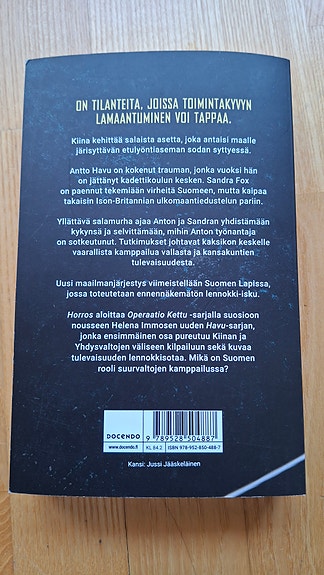 ON TILANTEITA, JOISSA TOIMINTAKYVYN
LAMAANTUMINEN VOI TAPPAA.
Kiina kehittää salaista asetta, joka antaisi maalle
järisyttävän etulyöntiaseman sodan syttyessä.
Antto Havu on kokenut trauman, jonka vuoksi hän
on jättänyt kadettikoulun kesken. Sandra Fox
on paennut tekemiään virheitä Suomeen, mutta kaipaa
takaisin Ison-Britannian ulkomaantiedustelun pariin.
Yllättävä salamurha ajaa Anton ja Sandran yhdistämään
kykynsä ja selvittämään, mihin Anton työnantaja
on sotkeutunut. Tutkimukset johtavat kaksikon keskelle
vaarallista kamppailua vallasta ja kansakuntien
tulevaisuudesta.
Uusi maailmanjärjestys viimeistellään Suomen Lapissa,
jossa toteutetaan ennennäkemätön lennokki-isku.
Horros aloittaa Operaatio Kettu -sarjalla suosioon
nousseen Helena Immosen uuden Havu-sarjan,
jonka ensimmäinen osa pureutuu Kiinan ja
Yhdysvaltojen väliseen kilpailuun sekä kuvaa
tulevaisuuden lennokkisotaa. Mikä on Suomen
rooli suurvaltojen kamppailussa?
DOCENDO
www.docendo.fi
KL 84.2
ISBN 978-952-850-488-7
9 789528 504887
Kansi: Jussi Jääskeläinen